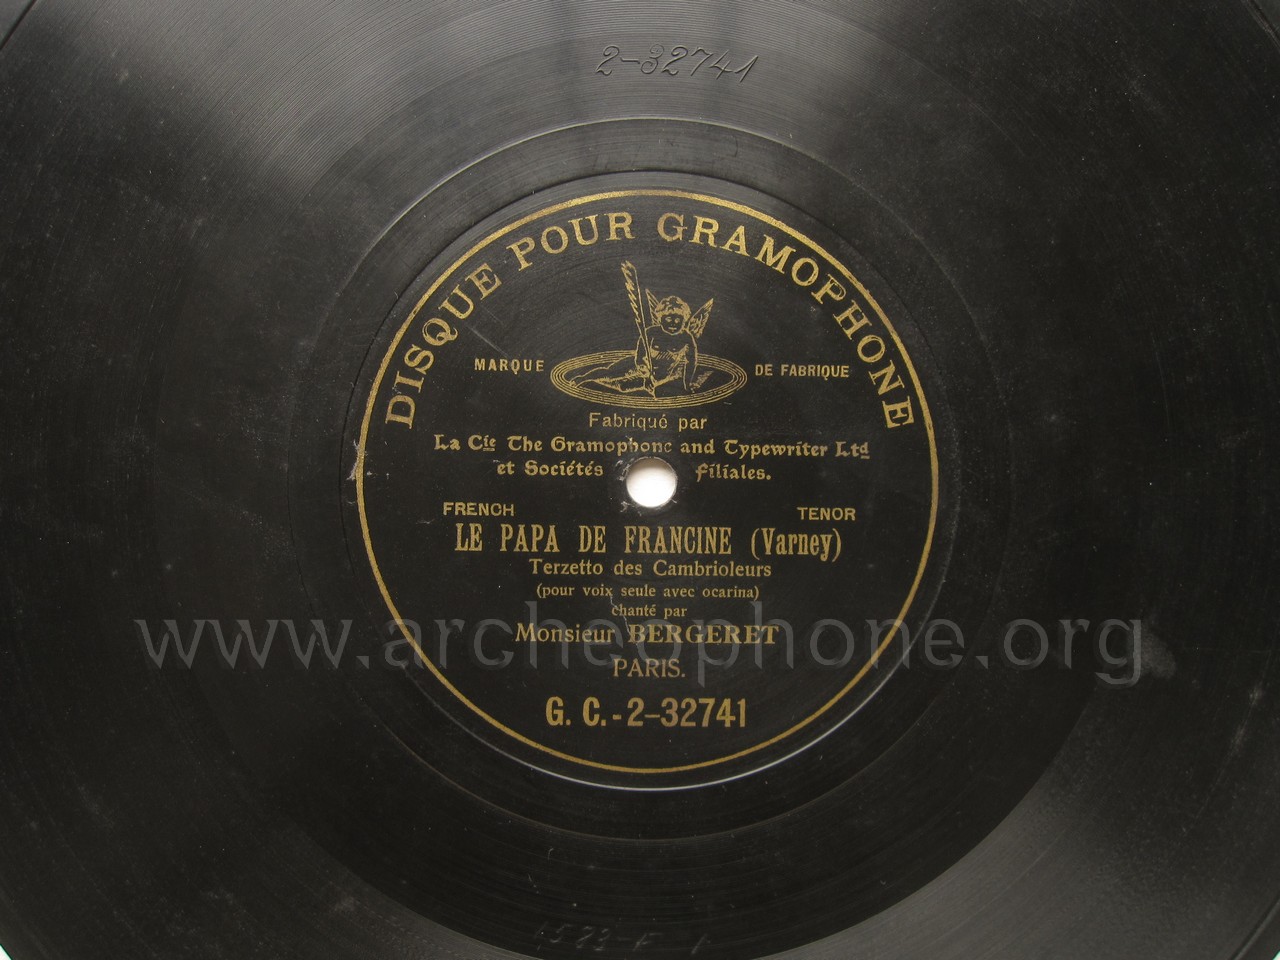 2-32741
DISQUE POUR GRAMOPHONE
MARQUE DE FABRIQUE
Fabriqué par
La Cie The Gramophone and Typewriter Ltd
et Sociétés filiales.
FRENCH TENOR
LE PAPA DE FRANCINE (Varney)
Terzetto des Cambrioleurs
(pour voix seule avec ocarina)
chanté par
www.archeophone.org
Monsieur BERGERET
PARIS.
G. C.-2-32741